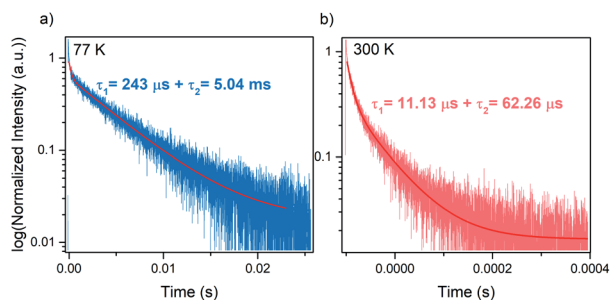 a)
b)
77 K
300 K
τ1= 243 μs + τ2= 5.04 ms
τ1= 11.13 μs + τ2= 62.26 μs
log(Normalized Intensity (a.u.))
1
0.1
0.01
0.00
0.01
0.02
Time (s)
1
0.1
0.0000
0.0002
0.0004
Time (s)